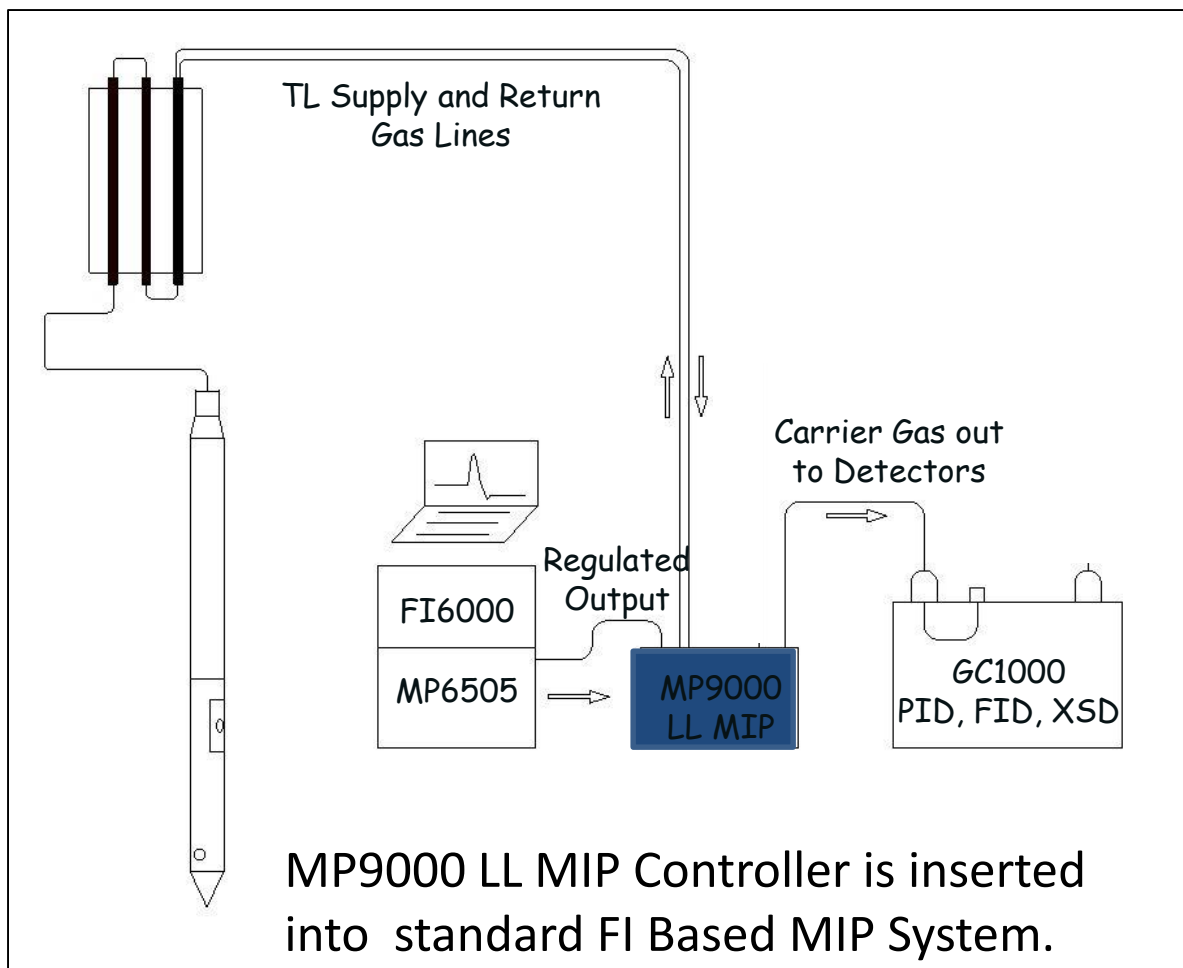 TL Supply and Return
Gas Lines
Carrier Gas out
to Detectors
Regulated
Output
FI6000
MP6505
MP9000
LL MIP
GC1000
PID, FID, XSD
MP9000 LL MIP Controller is inserted
into standard FI Based MIP System.